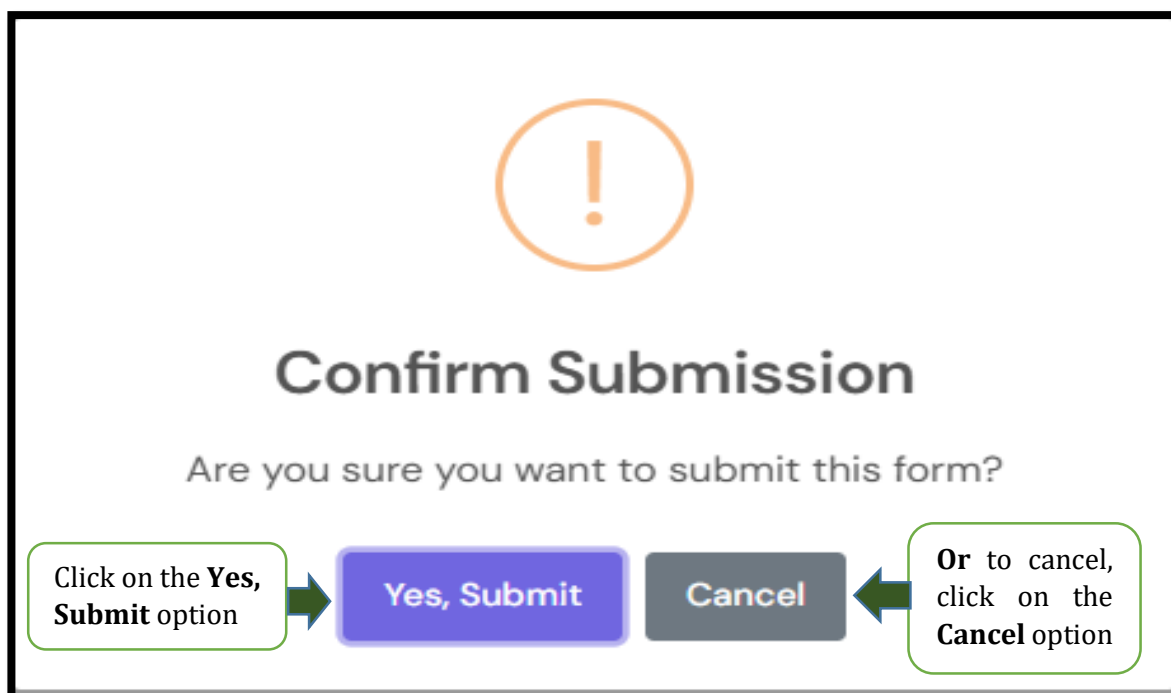 !
Confirm Submission
Are you sure you want to submit this form?
Click on the Yes,
Submit option
Yes, Submit
Cancel
Or to cancel,
click on the
Cancel option